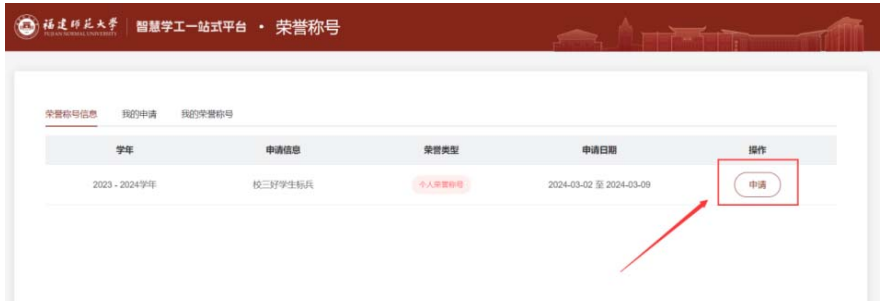 福建师范大学 智慧学工一站式平台 · 荣誉称号
FUJIAN NORMAL UNIVERSITY
荣誉称号信息 我的申请 我的荣誉称号
学年 申请信息 荣誉类型 申请日期 操作
2023 - 2024学年 校三好学生标兵 个人荣誉称号 2024-03-02 至 2024-03-09 申请